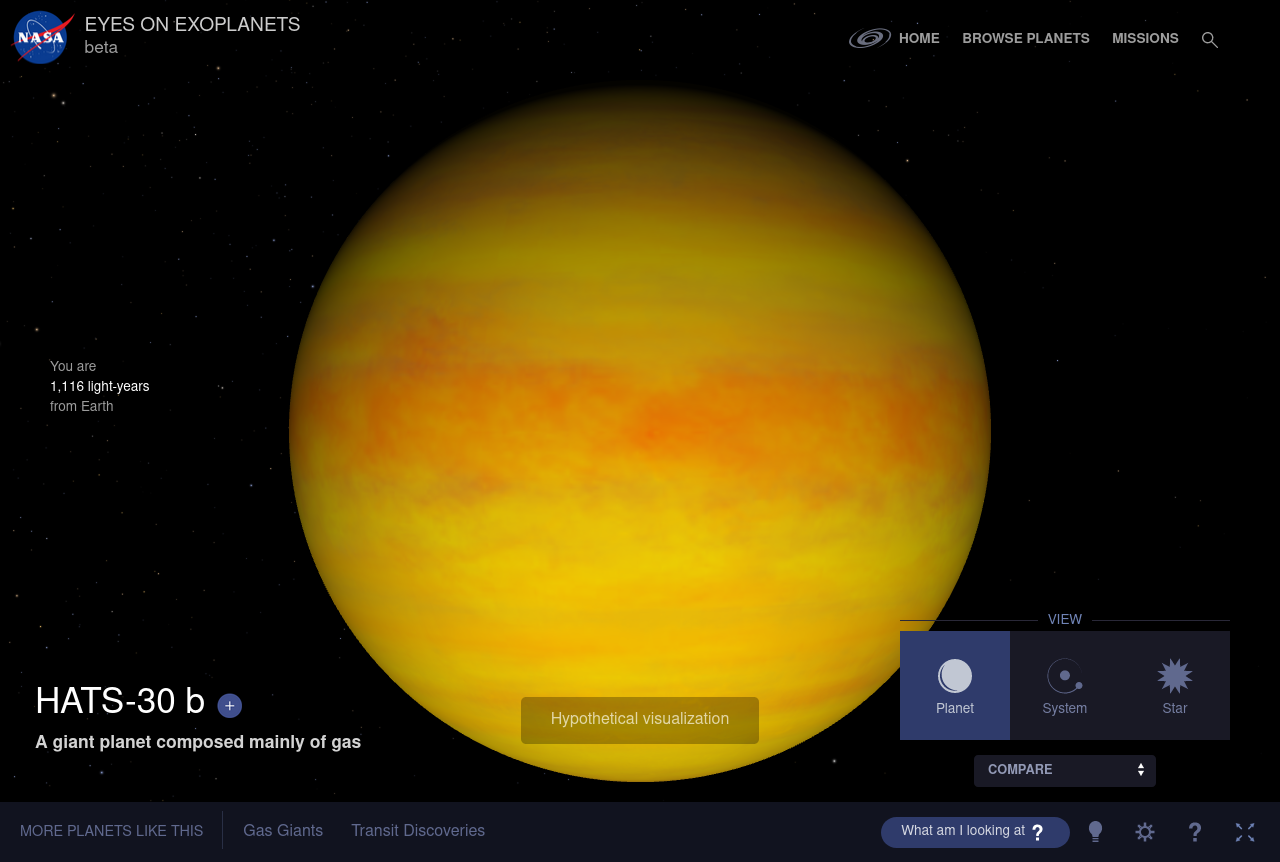 NASA
EYES ON EXOPLANETS
beta
HOME
BROWSE PLANETS
MISSIONS
You are
1,116 light-years
from Earth
VIEW
Planet
System
Star
HATS-30 b +
A giant planet composed mainly of gas
Hypothetical visualization
COMPARE
MORE PLANETS LIKE THIS
Gas Giants
Transit Discoveries
What am I looking at ?
?